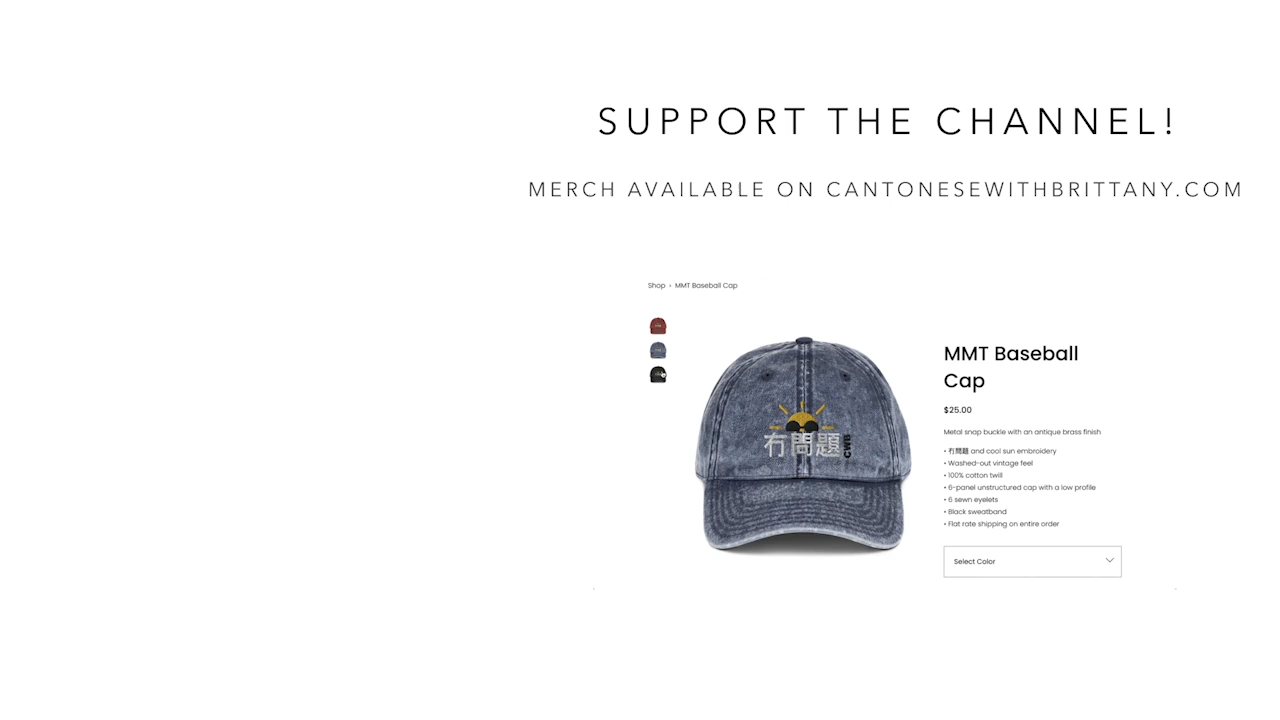 SUPPORT THE CHANNEL!
MERCH AVAILABLE ON CANTONESEWITHBRITTANY.COM
Shop › MMT Baseball Cap
冇問題
CWB
MMT Baseball
Cap
$25.00
Metal snap buckle with an antique brass finish
• 冇問題 and cool sun embroidery
• Washed-out vintage feel
• 100% cotton twill
• 6-panel unstructured cap with a low profile
• 6 sewn eyelets
• Black sweatband
• Flat rate shipping on entire order
Select Color